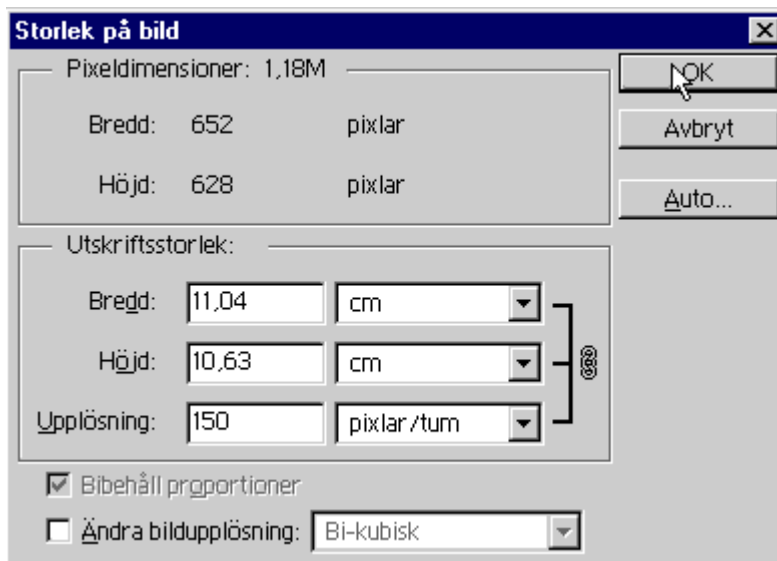 Storlek på bild
Pixeldimensioner: 1,18M
OK
Bredd: 652 pixlar
Avbryt
Höjd: 628 pixlar
Auto...
Utskriftsstorlek:
Bredd: 11,04 cm
Höjd: 10,63 cm
Upplösning: 150 pixlar/tum
Bibehåll proportioner
Ändra bildupplösning: Bi-kubisk